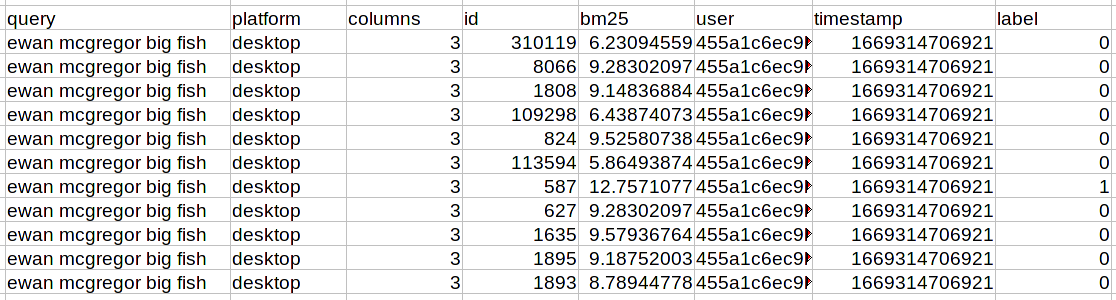 query platform columns id bm25 user timestamp label
ewan mcgregor big fish desktop 3 310119 6.23094559 455a1c6ec9 1669314706921 0
ewan mcgregor big fish desktop 3 8066 9.28302097 455a1c6ec9 1669314706921 0
ewan mcgregor big fish desktop 3 1808 9.14836884 455a1c6ec9 1669314706921 0
ewan mcgregor big fish desktop 3 109298 6.43874073 455a1c6ec9 1669314706921 0
ewan mcgregor big fish desktop 3 824 9.52580738 455a1c6ec9 1669314706921 0
ewan mcgregor big fish desktop 3 113594 5.86493874 455a1c6ec9 1669314706921 0
ewan mcgregor big fish desktop 3 587 12.7571077 455a1c6ec9 1669314706921 1
ewan mcgregor big fish desktop 3 627 9.28302097 455a1c6ec9 1669314706921 0
ewan mcgregor big fish desktop 3 1635 9.57936764 455a1c6ec9 1669314706921 0
ewan mcgregor big fish desktop 3 1895 9.18752003 455a1c6ec9 1669314706921 0
ewan mcgregor big fish desktop 3 1893 8.78944778 455a1c6ec9 1669314706921 0